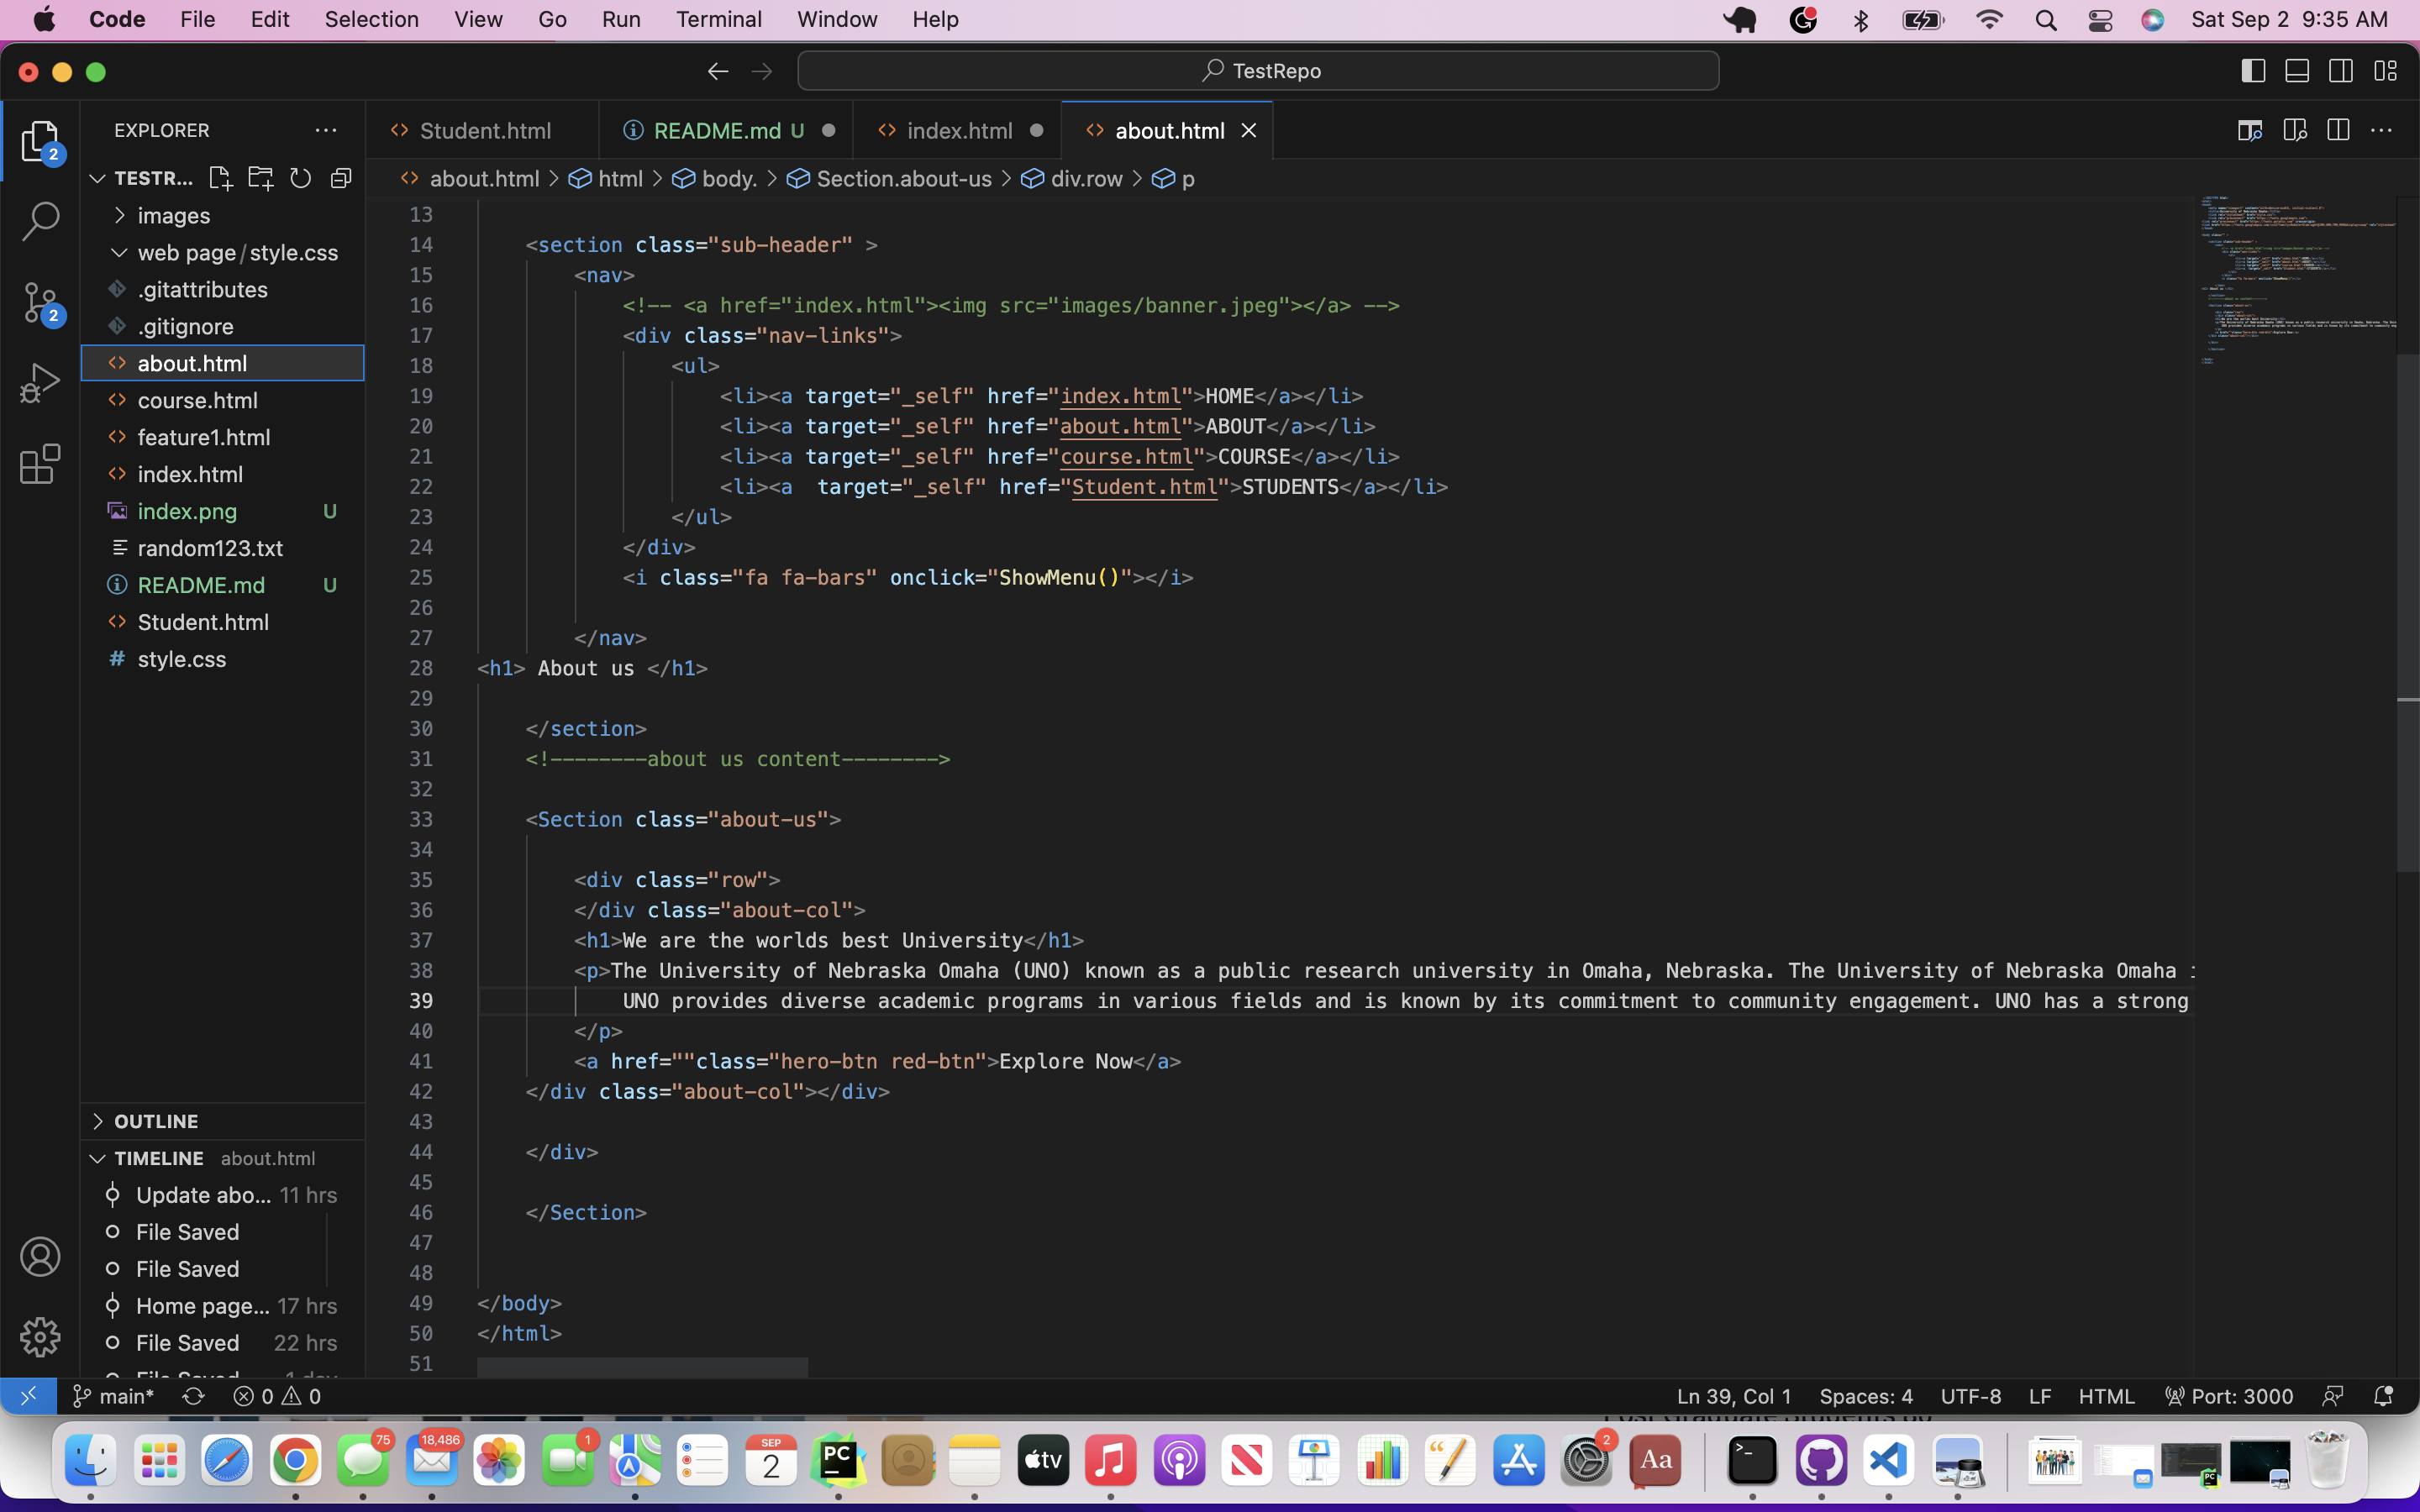 Code File Edit Selection View Go Run Terminal Window Help Sat Sep 2 9:35 AM
TestRepo
EXPLORER
2
TESTR...
images
web page/style.css
.gitattributes
.gitignore
2
about.html
course.html
feature1.html
index.html
index.png U
random123.txt
README.md U
Student.html
# style.css
OUTLINE
TIMELINE about.html
Update abo... 11 hrs
File Saved
File Saved
Home page... 17 hrs
File Saved 22 hrs
Student.html README.md U index.html about.html
about.html > html > body. > Section.about-us > div.row > p
13
14 <section class="sub-header" >
15 <nav>
16 <!-- <a href="index.html"><img src="images/banner.jpeg"></a> -->
17 <div class="nav-links">
18 <ul>
19 <li><a target="_self" href="index.html">HOME</a></li>
20 <li><a target="_self" href="about.html">ABOUT</a></li>
21 <li><a target="_self" href="course.html">COURSE</a></li>
22 <li><a  target="_self" href="Student.html">STUDENTS</a></li>
23 </ul>
24 </div>
25 <i class="fa fa-bars" onclick="ShowMenu()"></i>
26
27 </nav>
28 <h1> About us </h1>
29
30 </section>
31 <!--------about us content-------->
32
33 <Section class="about-us">
34
35 <div class="row">
36 </div class="about-col">
37 <h1>We are the worlds best University</h1>
38 <p>The University of Nebraska Omaha (UNO) known as a public research university in Omaha, Nebraska. The University of Nebraska Omaha
39 UNO provides diverse academic programs in various fields and is known by its commitment to community engagement. UNO has a strong
40 </p>
41 <a href=""class="hero-btn red-btn">Explore Now</a>
42 </div class="about-col"></div>
43
44 </div>
45
46 </Section>
47
48
49 </body>
50 </html>
51
main* 0 0 Ln 39, Col 1 Spaces: 4 UTF-8 LF HTML Port: 3000
75 18,486 1 SEP 2 PC tv 2 Aa >_